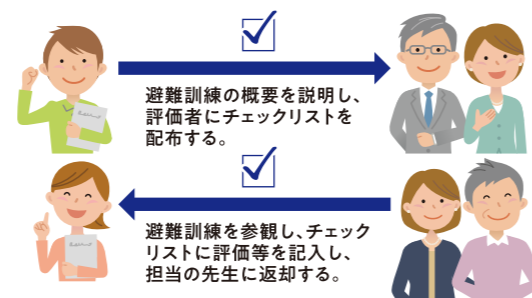 避難訓練の概要を説明し、
評価者にチェックリストを
配布する。
避難訓練を参観し、チェック
リストに評価等を記入し、
担当の先生に返却する。